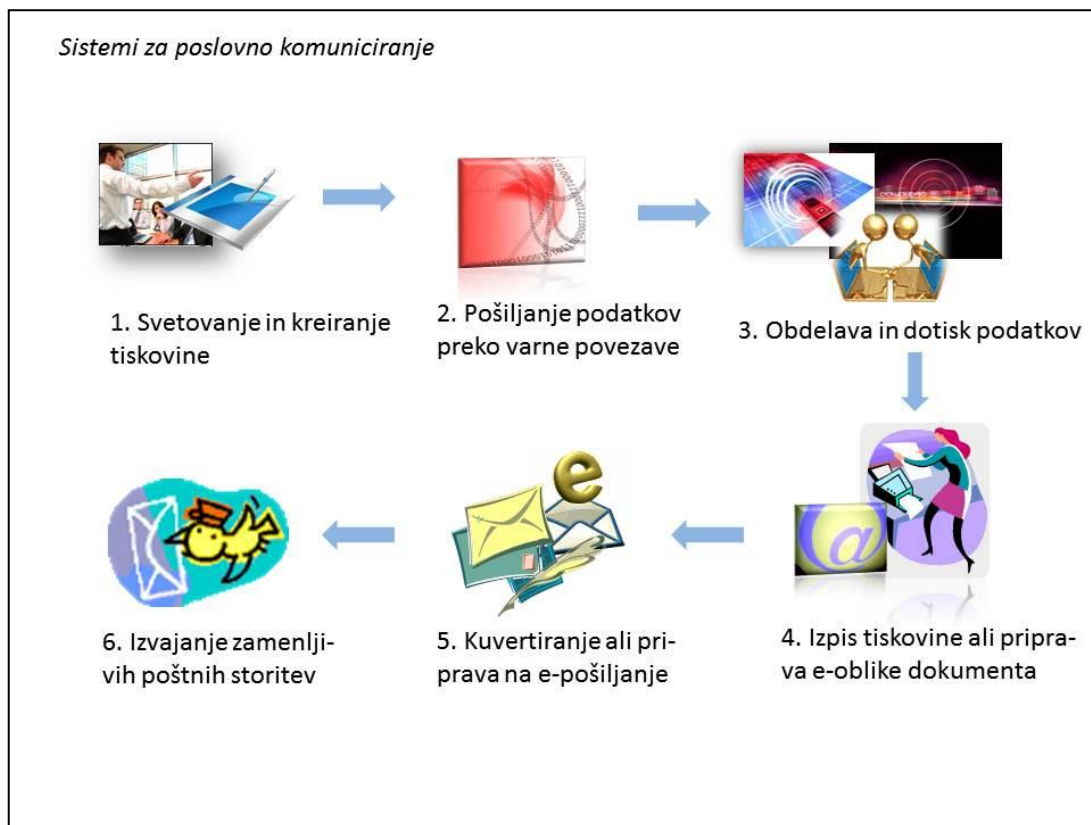 Sistemi za poslovno komuniciranje
1. Svetovanje in kreiranje
tiskovine
2. Pošiljanje podatkov
preko varne povezave
3. Obdelava in dotisk podatkov
4. Izpis tiskovine ali pripra-
va e-oblike dokumenta
5. Kuvertiranje ali pri-
prava na e-pošiljanje
6. Izvajanje zamenlji-
vih poštnih storitev